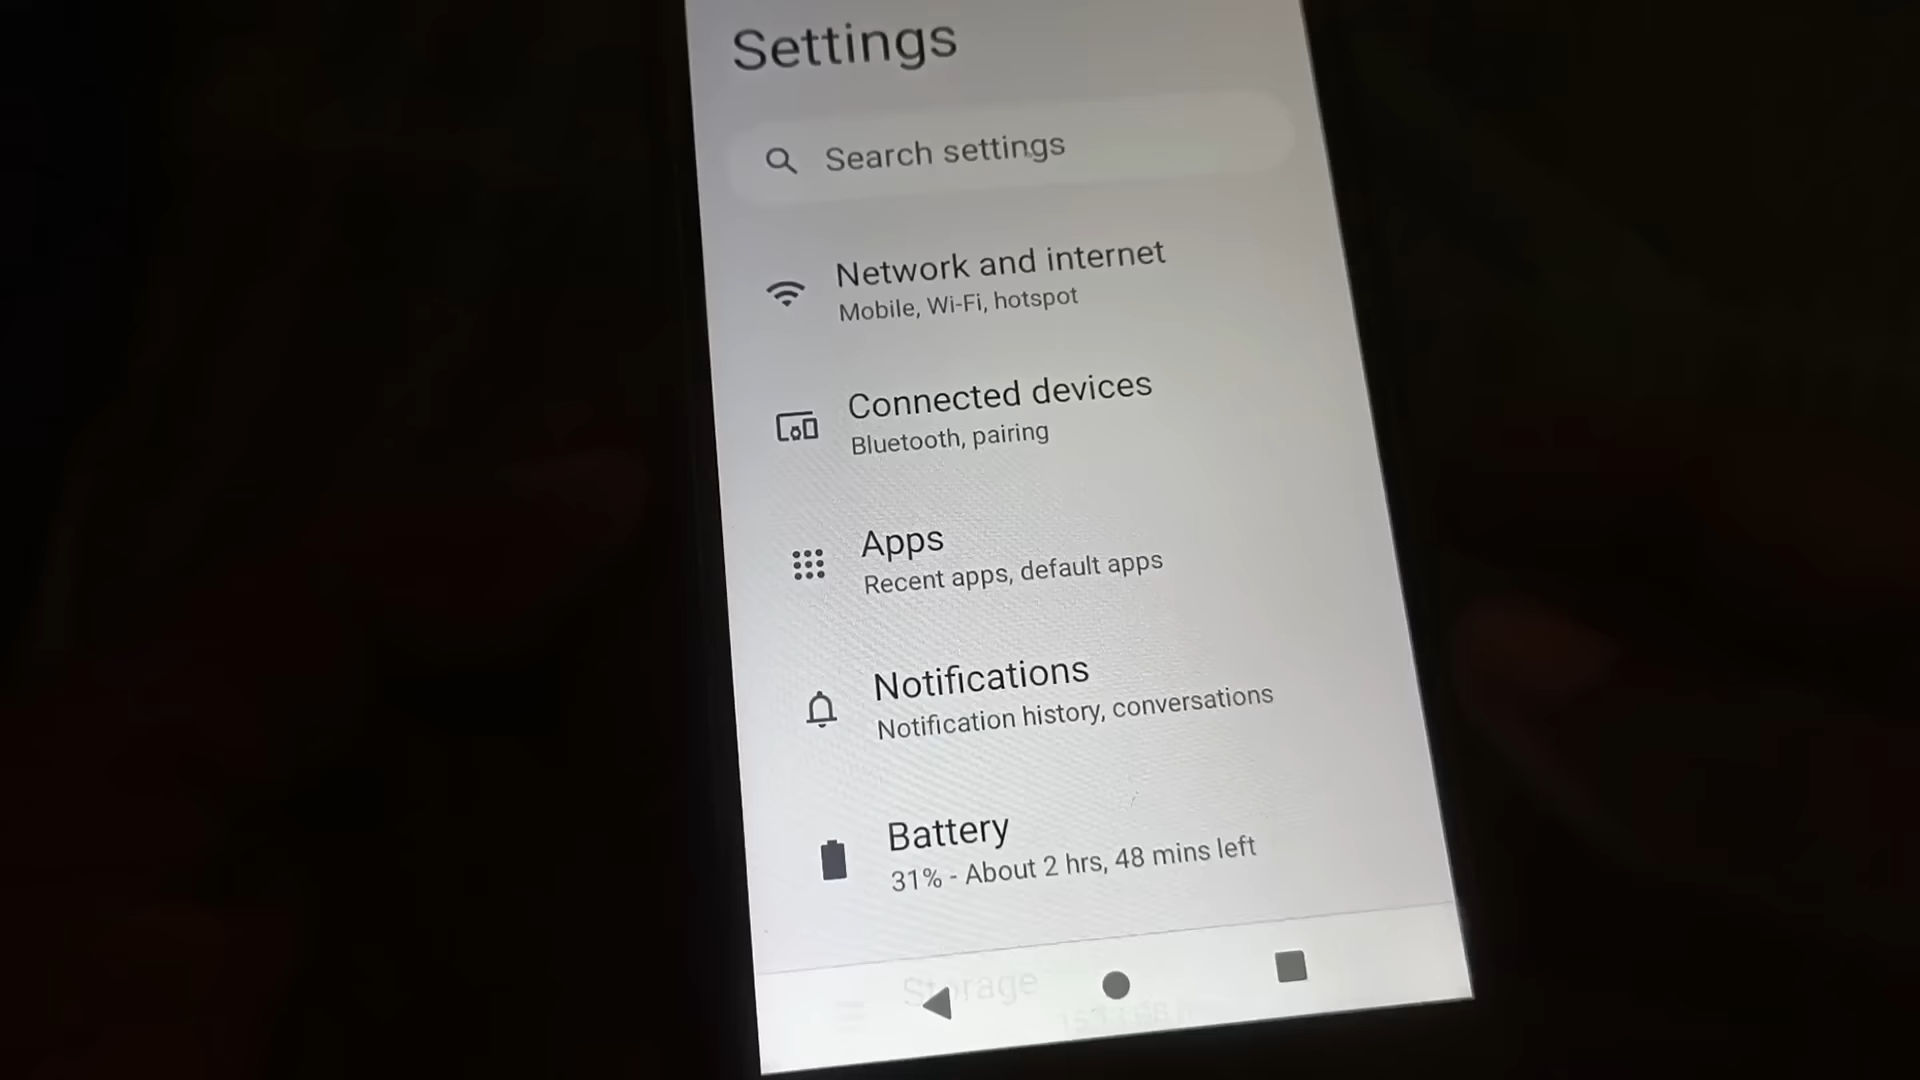 Settings
Search settings
Network and internet
Mobile, Wi-Fi, hotspot
Connected devices
Bluetooth, pairing
Apps
Recent apps, default apps
Notifications
Notification history, conversations
Battery
31% - About 2 hrs, 48 mins left
Storage